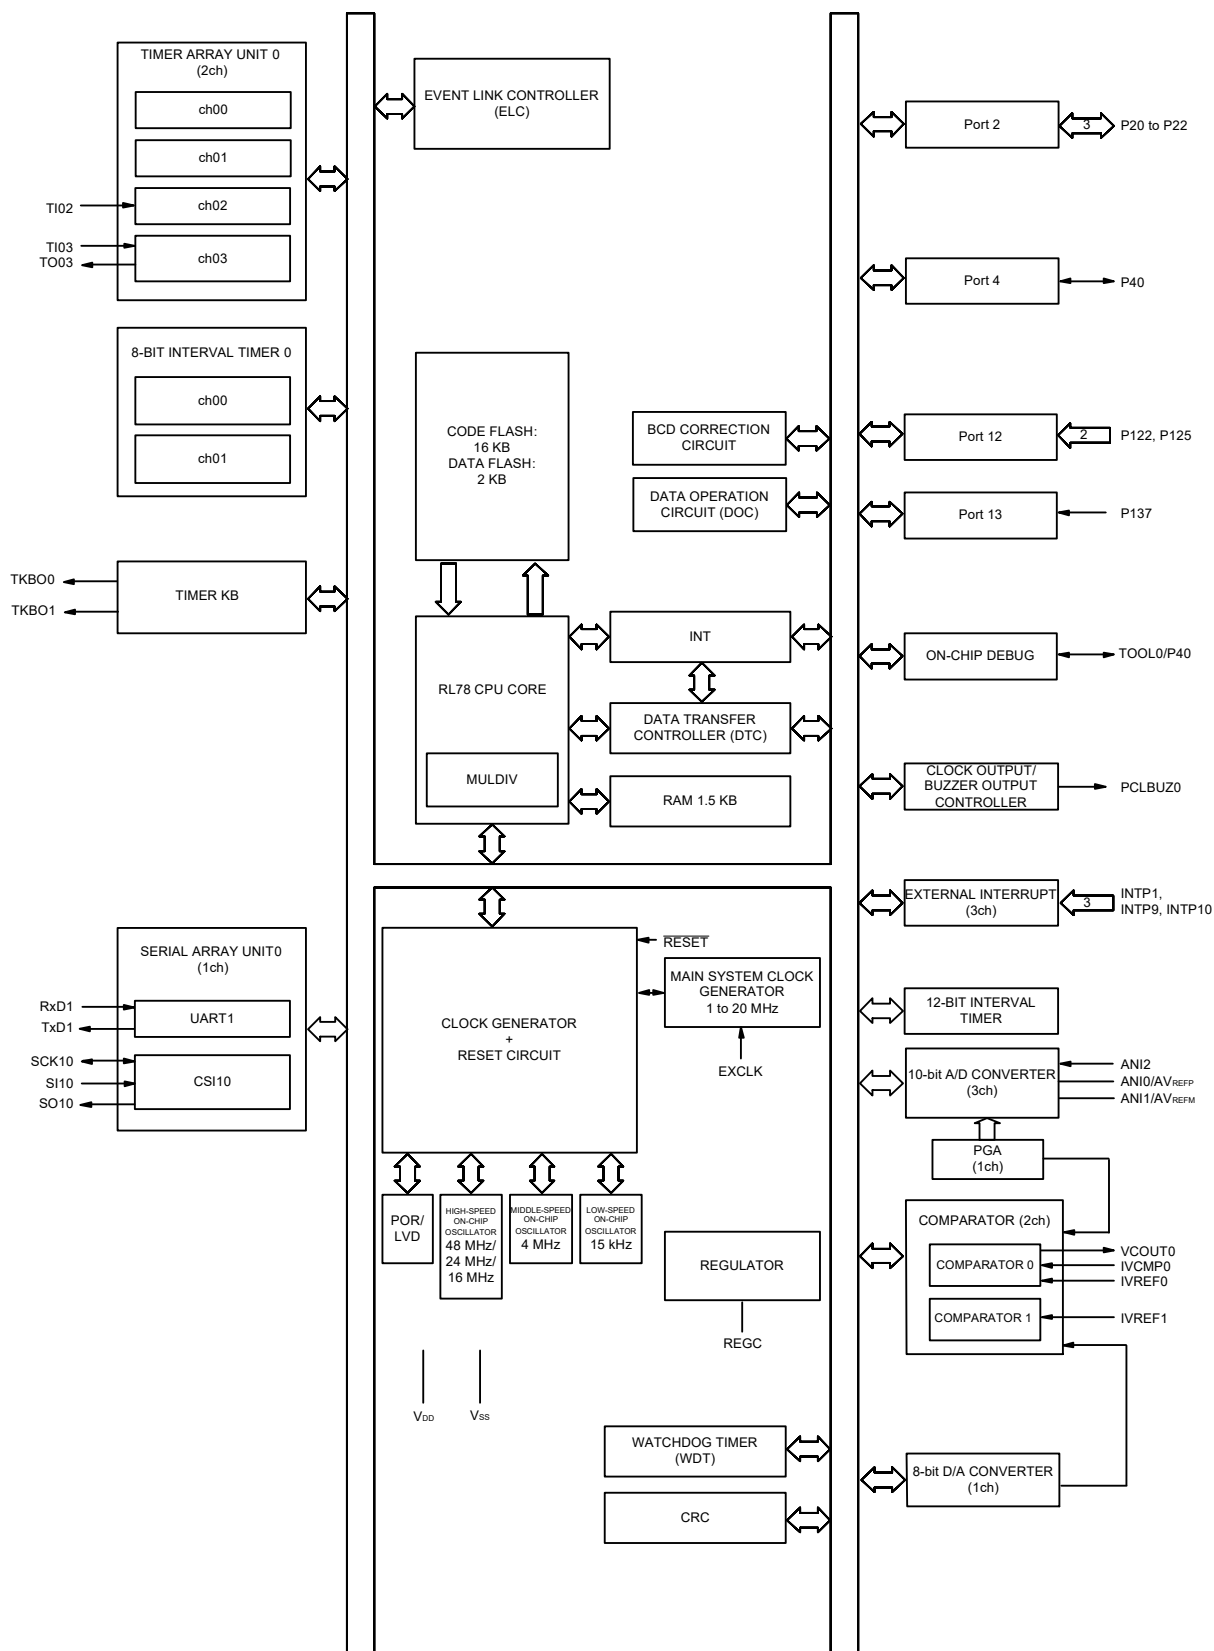 TIMER ARRAY UNIT 0
(2ch)
ch00
ch01
ch02
ch03
TI02
TI03
TO03
8-BIT INTERVAL TIMER 0
ch00
ch01
TIMER KB
TKBO0
TKBO1
SERIAL ARRAY UNIT0
(1ch)
UART1
CSI10
RxD1
TxD1
SCK10
SI10
SO10
EVENT LINK CONTROLLER
(ELC)
CODE FLASH:
16 KB
DATA FLASH:
2 KB
BCD CORRECTION
CIRCUIT
DATA OPERATION
CIRCUIT (DOC)
RL78 CPU CORE
MULDIV
INT
DATA TRANSFER
CONTROLLER (DTC)
RAM 1.5 KB
CLOCK GENERATOR
+
RESET CIRCUIT
RESET
MAIN SYSTEM CLOCK
GENERATOR
1 to 20 MHz
EXCLK
POR/
LVD
HIGH-SPEED
ON-CHIP
OSCILLATOR
48 MHz/
24 MHz/
16 MHz
MIDDLE-SPEED
ON-CHIP
OSCILLATOR
4 MHz
LOW-SPEED
ON-CHIP
OSCILLATOR
15 kHz
REGULATOR
REGC
VDD
VSS
WATCHDOG TIMER
(WDT)
CRC
Port 2
3
P20 to P22
Port 4
P40
Port 12
2
P122, P125
Port 13
P137
ON-CHIP DEBUG
TOOL0/P40
CLOCK OUTPUT/
BUZZER OUTPUT
CONTROLLER
PCLBUZ0
EXTERNAL INTERRUPT
(3ch)
3
INTP1,
INTP9, INTP10
12-BIT INTERVAL
TIMER
10-bit A/D CONVERTER
(3ch)
ANI2
ANI0/AVREFP
ANI1/AVREFM
PGA
(1ch)
COMPARATOR (2ch)
COMPARATOR 0
COMPARATOR 1
VCOUT0
IVCMP0
IVREF0
IVREF1
8-bit D/A CONVERTER
(1ch)